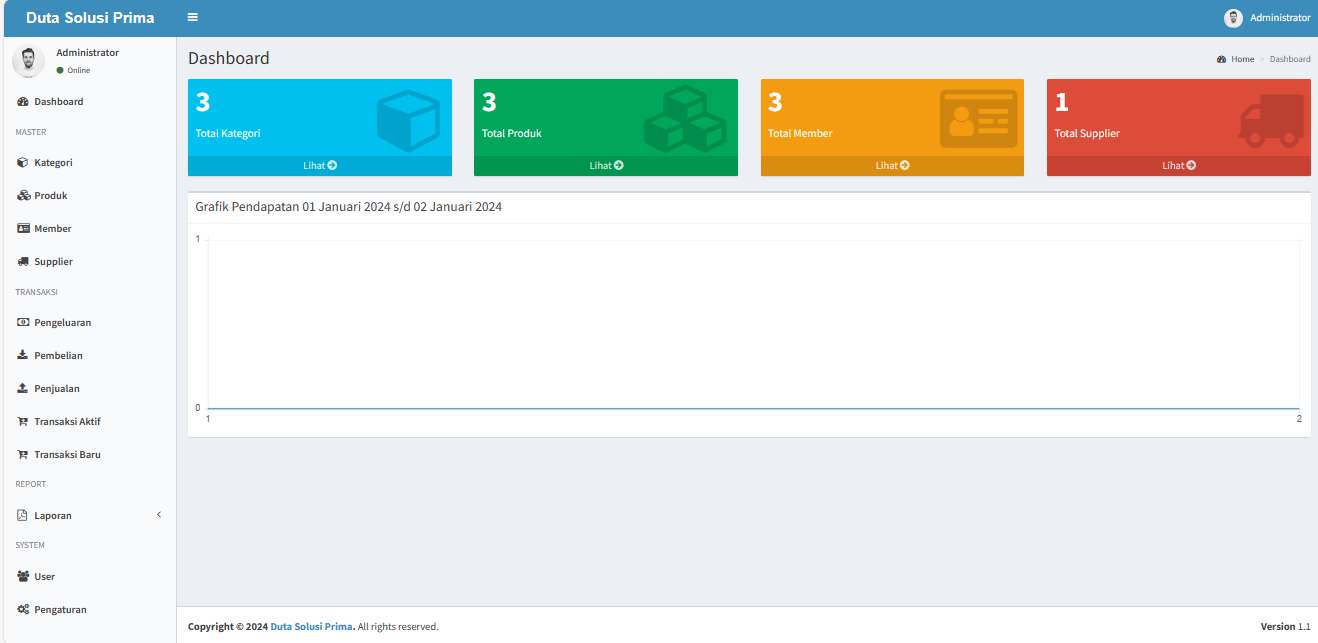 Duta Solusi Prima
Administrator
Administrator
Online
Dashboard
MASTER
Kategori
Produk
Member
Supplier
TRANSAKSI
Pengeluaran
Pembelian
Penjualan
Transaksi Aktif
Transaksi Baru
REPORT
Laporan
SYSTEM
User
Pengaturan
Dashboard
Home > Dashboard
3
Total Kategori
Lihat
3
Total Produk
Lihat
3
Total Member
Lihat
1
Total Supplier
Lihat
Grafik Pendapatan 01 Januari 2024 s/d 02 Januari 2024
1
0
1 2
Copyright © 2024 Duta Solusi Prima. All rights reserved.
Version 1.1